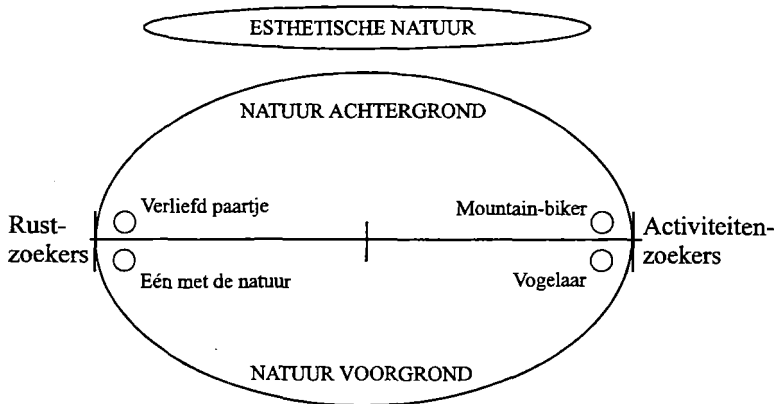 ESTHETISCHE NATUUR
NATUUR ACHTERGROND
Rust-
zoekers
Verliefd paartje
Mountain-biker
Activiteiten-
zoekers
Eén met de natuur
Vogelaar
NATUUR VOORGROND